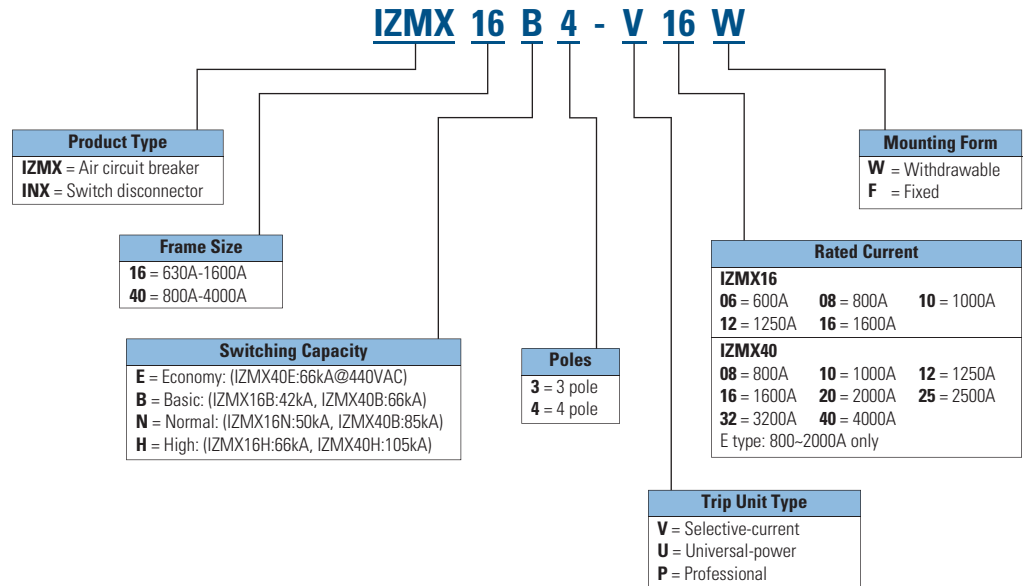 IZMX 16 B 4 - V 16 W
Product Type
IZMX = Air circuit breaker
INX = Switch disconnector
Mounting Form
W = Withdrawable
F = Fixed
Frame Size
16 = 630A-1600A
40 = 800A-4000A
Rated Current
IZMX16
06 = 600A 08 = 800A 10 = 1000A
12 = 1250A 16 = 1600A
IZMX40
08 = 800A 10 = 1000A 12 = 1250A
16 = 1600A 20 = 2000A 25 = 2500A
32 = 3200A 40 = 4000A
E type: 800~2000A only
Switching Capacity
E = Economy: (IZMX40E:66kA@440VAC)
B = Basic: (IZMX16B:42kA, IZMX40B:66kA)
N = Normal: (IZMX16N:50kA, IZMX40B:85kA)
H = High: (IZMX16H:66kA, IZMX40H:105kA)
Poles
3 = 3 pole
4 = 4 pole
Trip Unit Type
V = Selective-current
U = Universal-power
P = Professional